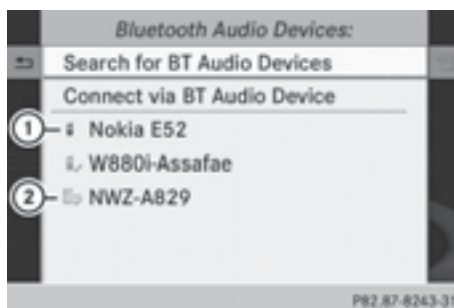 Bluetooth Audio Devices:
Search for BT Audio Devices
Connect via BT Audio Device
1 Nokia E52
W880i-Assafae
2 NWZ-A829
P82.87-8243-31